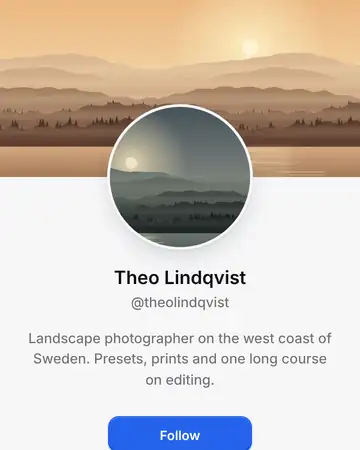 Theo Lindqvist
@theolindqvist
Landscape photographer on the west coast of
Sweden. Presets, prints and one long course
on editing.
Follow